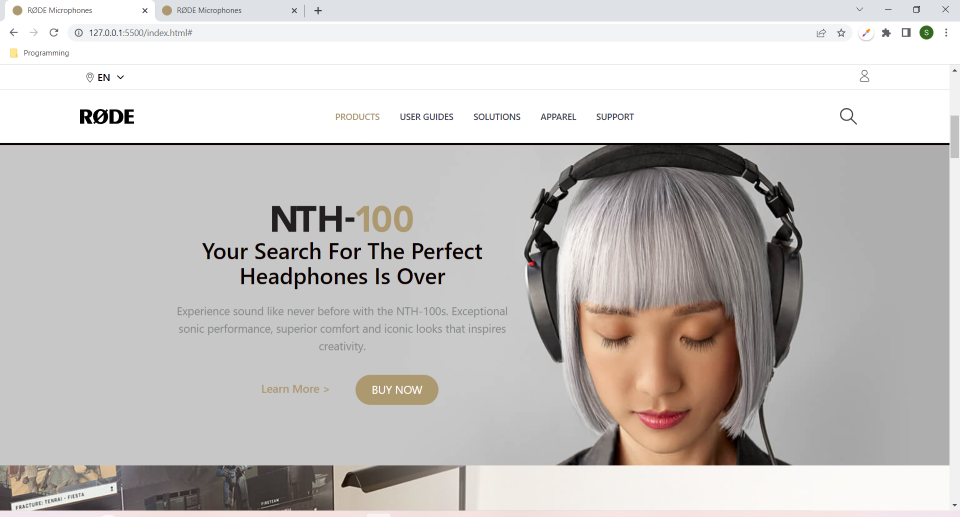 RØDE Microphones
RØDE Microphones
127.0.0.1:5500/index.html#
S
Programming
EN
RØDE
PRODUCTS
USER GUIDES
SOLUTIONS
APPAREL
SUPPORT
NTH-100
Your Search For The Perfect
Headphones Is Over
Experience sound like never before with the NTH-100s. Exceptional
sonic performance, superior comfort and iconic looks that inspires
creativity.
Learn More >
BUY NOW
FRACTURE: TERRAI - FIESTA
FIRETEAM